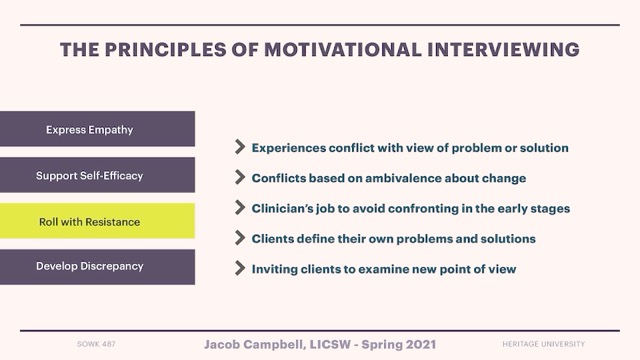 THE PRINCIPLES OF MOTIVATIONAL INTERVIEWING
Express Empathy
Support Self-Efficacy
Roll with Resistance
Develop Discrepancy
Experiences conflict with view of problem or solution
Conflicts based on ambivalence about change
Clinician's job to avoid confronting in the early stages
Clients define their own problems and solutions
Inviting clients to examine new point of view
SOWK 487
Jacob Campbell, LICSW - Spring 2021
HERITAGE UNIVERSITY